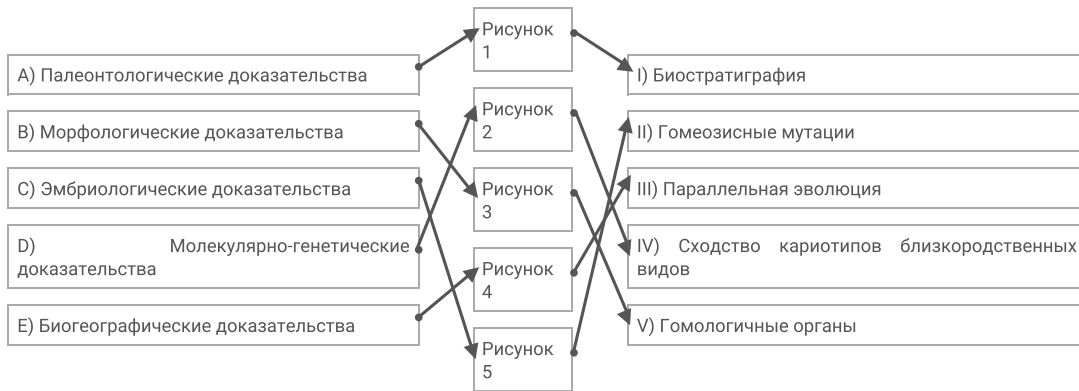 A) Палеонтологические доказательства
B) Морфологические доказательства
C) Эмбриологические доказательства
D) Молекулярно-генетические
доказательства
E) Биогеографические доказательства
Рисунок
1
Рисунок
2
Рисунок
3
Рисунок
4
Рисунок
5
I) Биостратиграфия
II) Гомеозисные мутации
III) Параллельная эволюция
IV) Сходство кариотипов близкородственных
видов
V) Гомологичные органы